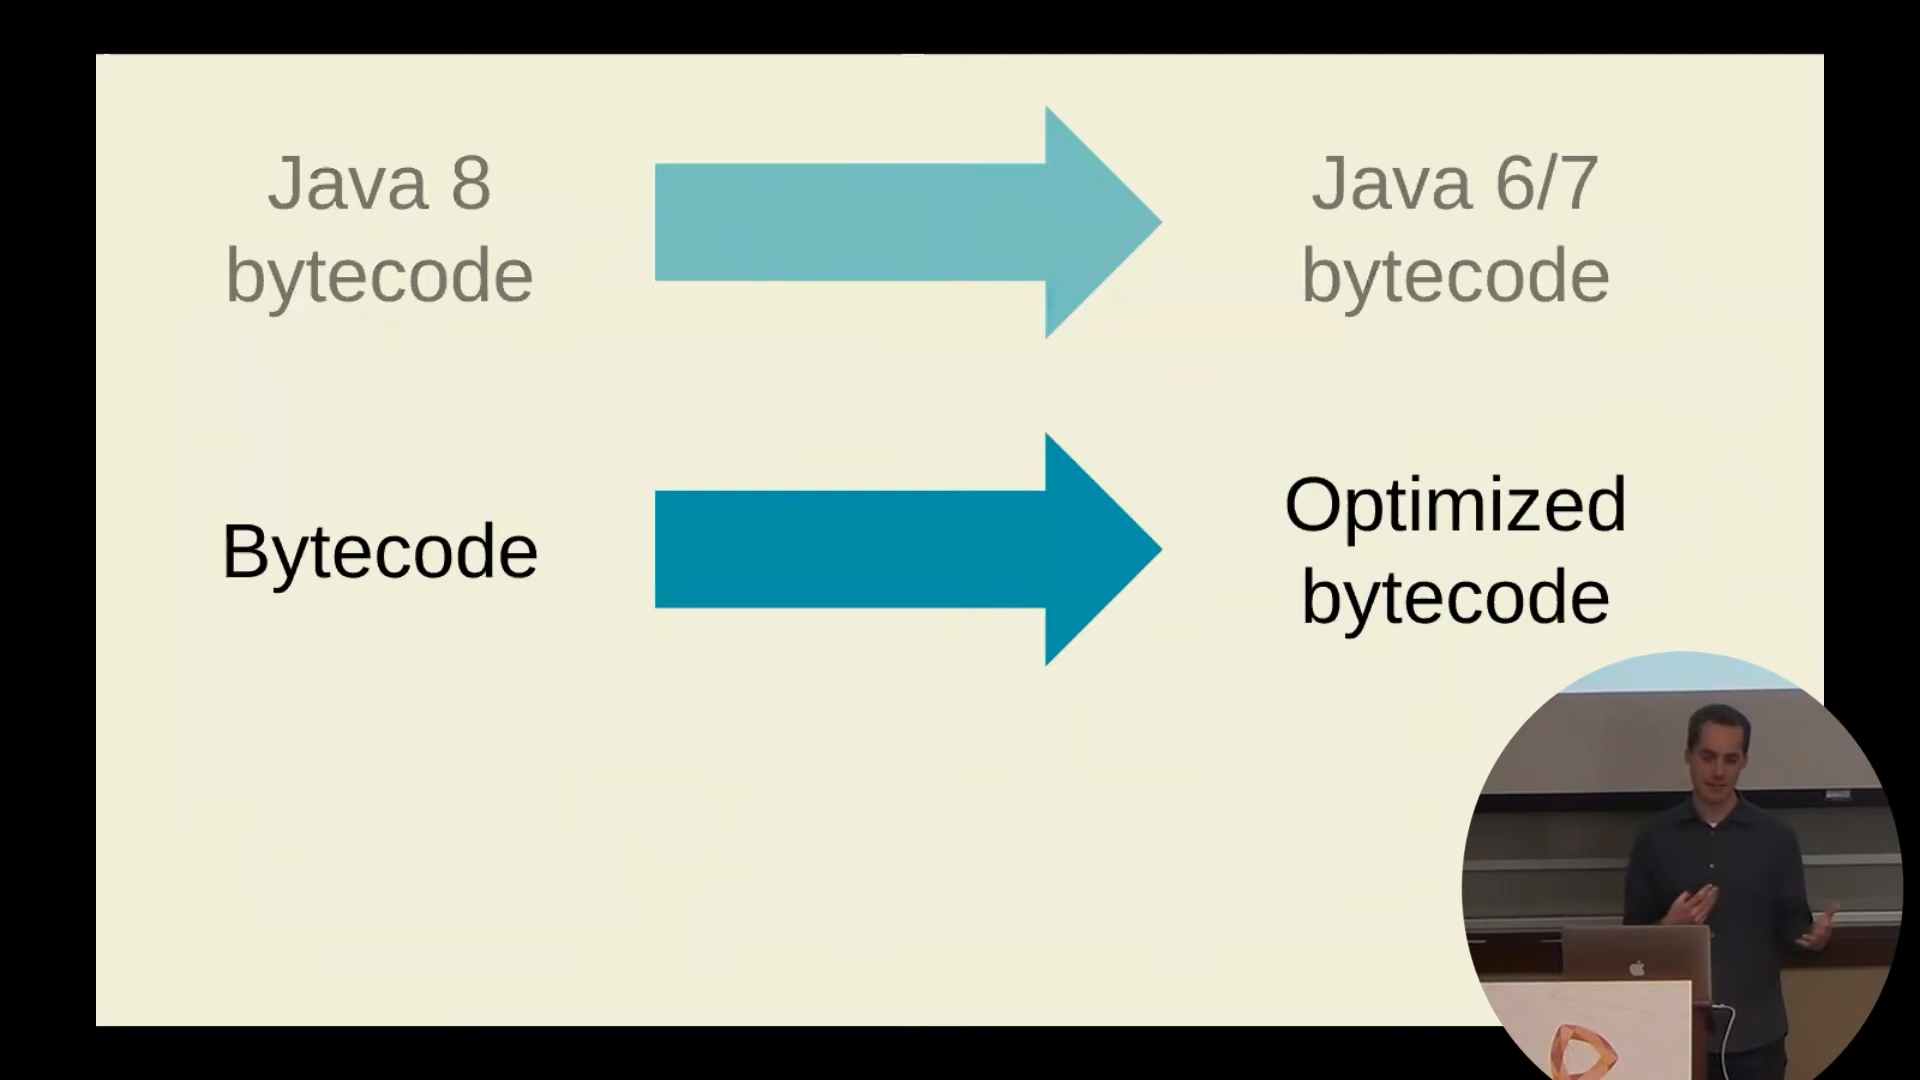 Java 8
bytecode
Java 6/7
bytecode
Bytecode
Optimized
bytecode